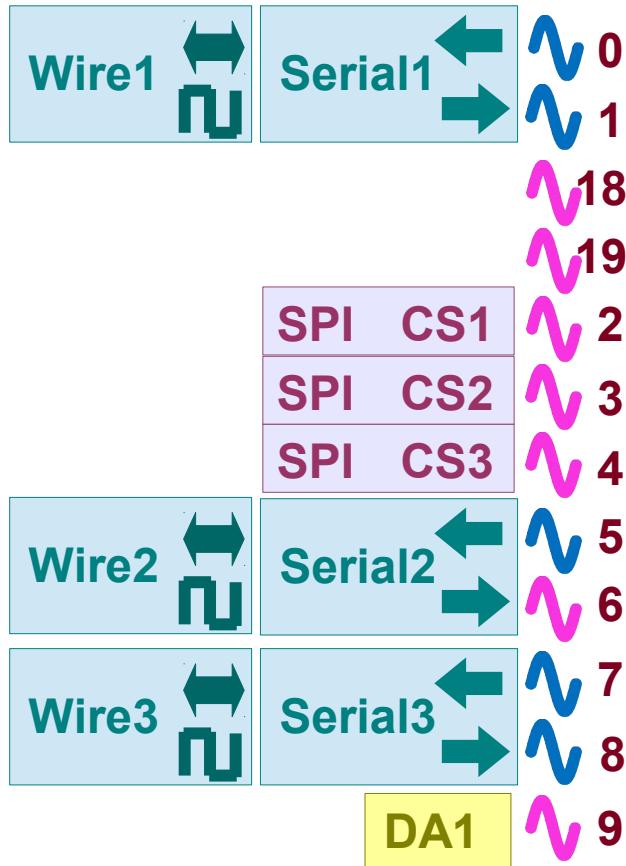 Wire1 Serial1 0
1
18
19
SPI CS1 2
SPI CS2 3
SPI CS3 4
Wire2 Serial2 5
6
Wire3 Serial3 7
8
DA1 9